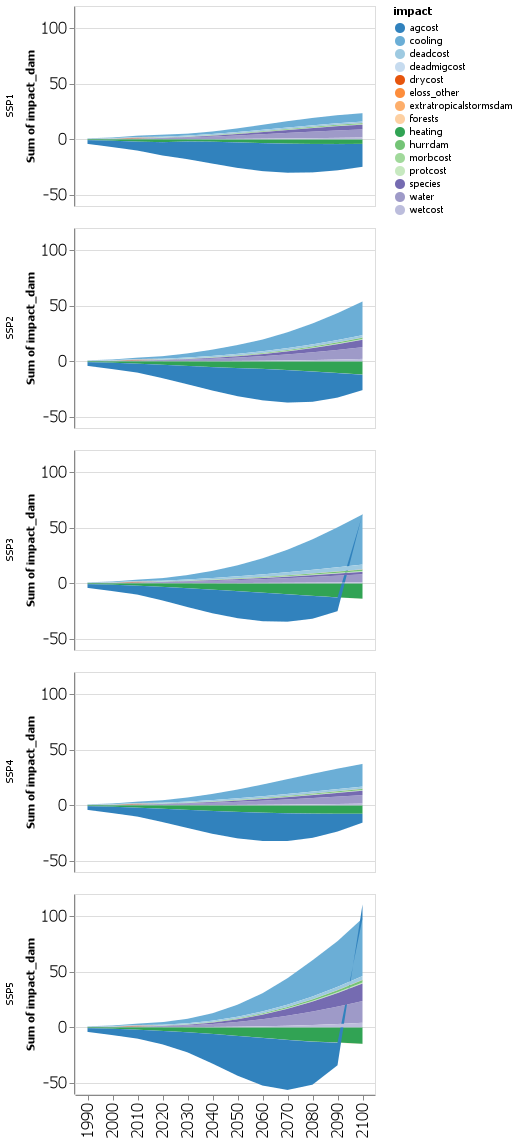 impact
agcost
cooling
deadcost
deadmigcost
drycost
eloss_other
extratropicalstormsdam
forests
heating
hurrdam
morbcost
protcost
species
water
wetcost
SSP1
Sum of impact_dam
100
50
0
-50
SSP2
Sum of impact_dam
100
50
0
-50
SSP3
Sum of impact_dam
100
50
0
-50
SSP4
Sum of impact_dam
100
50
0
-50
SSP5
Sum of impact_dam
100
50
0
-50
1990
2000
2010
2020
2030
2040
2050
2060
2070
2080
2090
2100